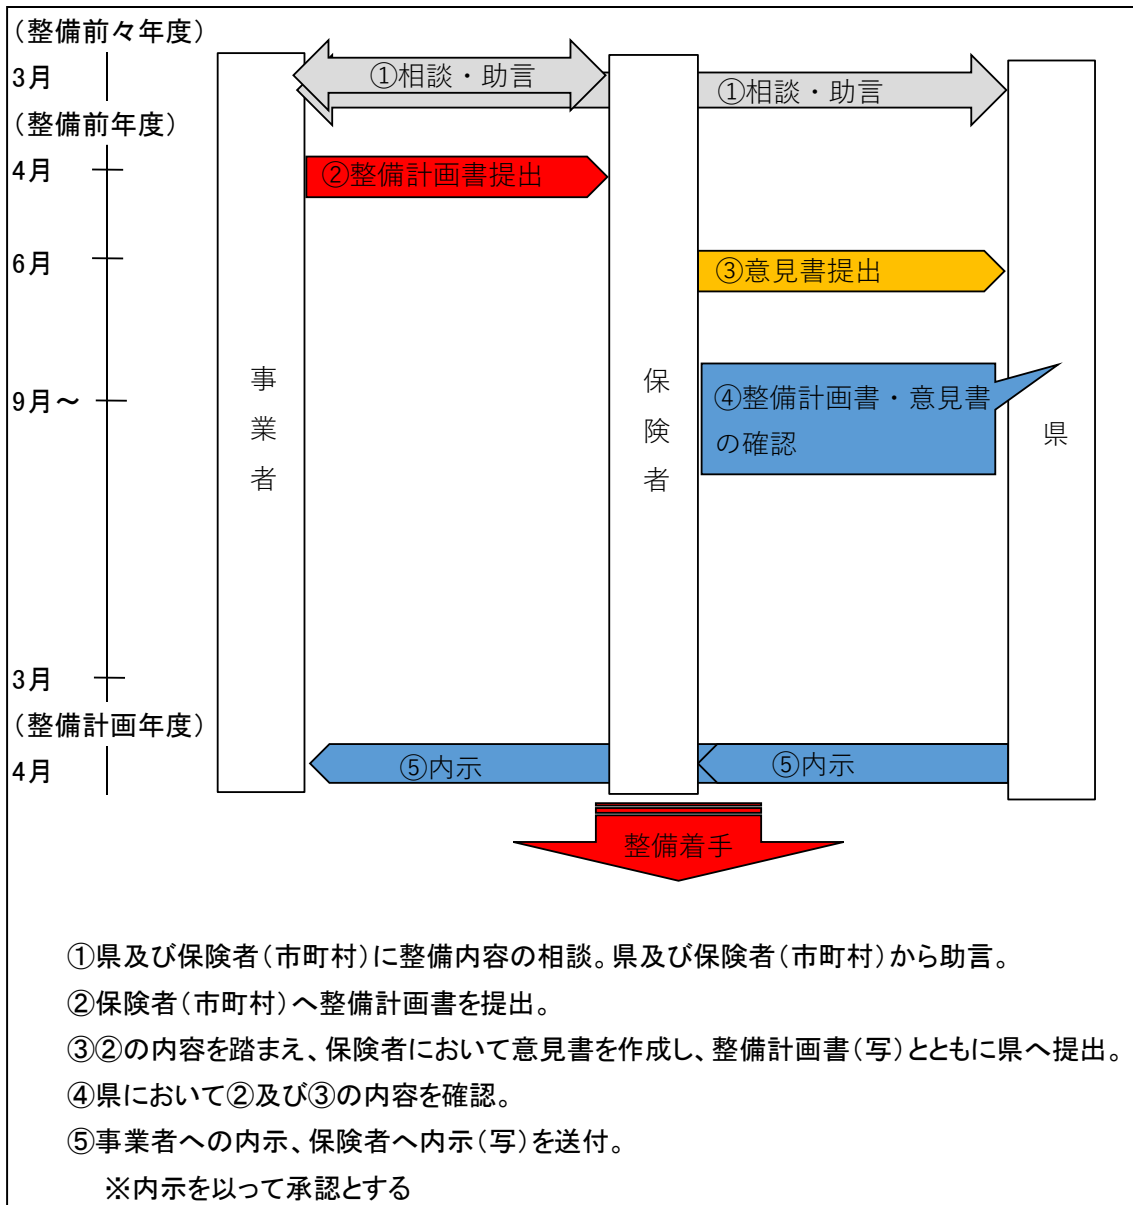 (整備前々年度)
3月
①相談・助言
①相談・助言
(整備前年度)
4月
②整備計画書提出
6月
③意見書提出
9月～
④整備計画書・意見書
の確認
事業者
保険者
県
3月
(整備計画年度)
4月
⑤内示
⑤内示
整備着手
①県及び保険者(市町村)に整備内容の相談。県及び保険者(市町村)から助言。
②保険者(市町村)へ整備計画書を提出。
③②の内容を踏まえ、保険者において意見書を作成し、整備計画書(写)とともに県へ提出。
④県において②及び③の内容を確認。
⑤事業者への内示、保険者へ内示(写)を送付。
※内示を以って承認とする